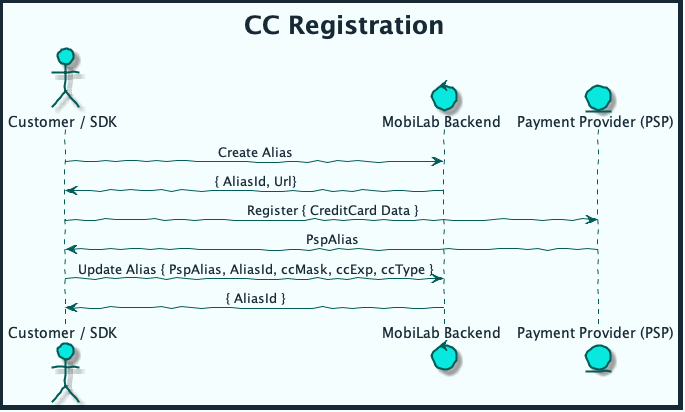 CC Registration
Customer / SDK
MobiLab Backend
Payment Provider (PSP)
Create Alias
{ AliasId, Url}
Register { CreditCard Data }
PspAlias
Update Alias { PspAlias, AliasId, ccMask, ccExp, ccType }
{ AliasId }
Customer / SDK
MobiLab Backend
Payment Provider (PSP)